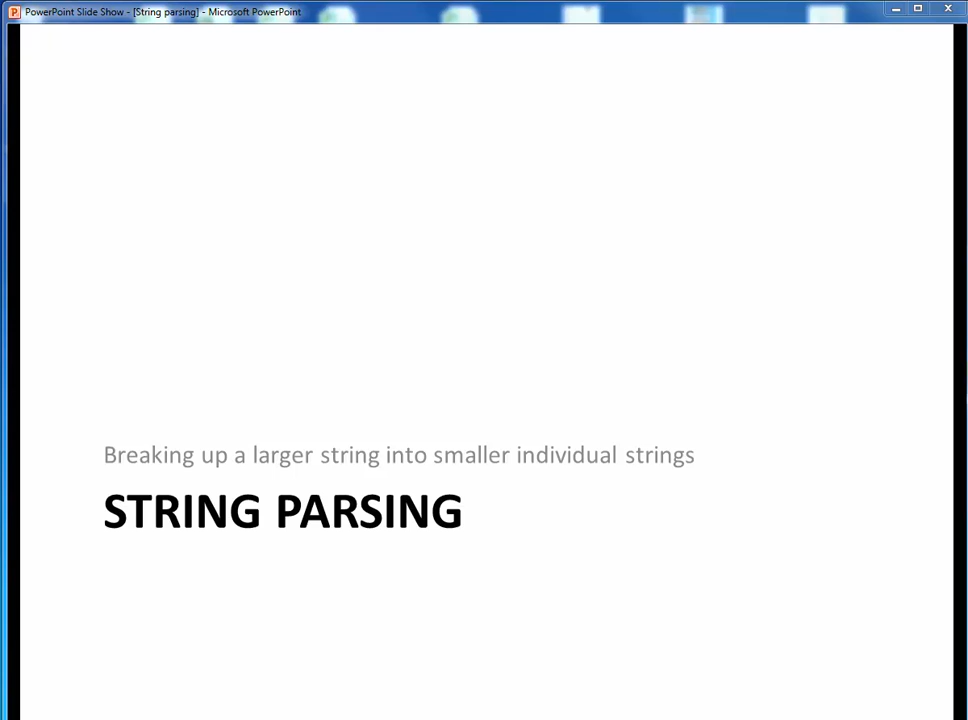 PowerPoint Slide Show - [String parsing] - Microsoft PowerPoint
Breaking up a larger string into smaller individual strings
STRING PARSING